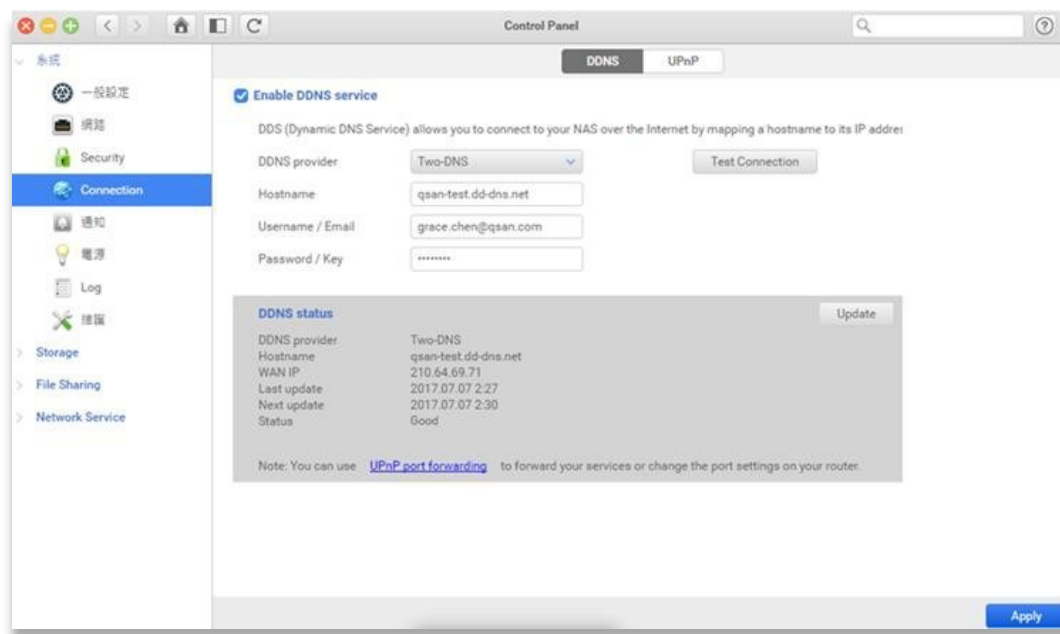 Control Panel
系統
DDNS UPnP
一般設定
Enable DDNS service
網路
DDS (Dynamic DNS Service) allows you to connect to your NAS over the Internet by mapping a hostname to its IP addres
Security
DDNS provider Two-DNS Test Connection
Connection
Hostname qsan-test.dd-dns.net
通知
Username / Email grace.chen@qsan.com
電源
Password / Key ********
Log
DDNS status Update
DDNS provider Two-DNS
Hostname qsan-test.dd-dns.net
WAN IP 210.64.69.71
Last update 2017.07.07 2:27
Next update 2017.07.07 2:30
Status Good
Storage
File Sharing
Network Service
Note: You can use UPnP port forwarding to forward your services or change the port settings on your router.
Apply